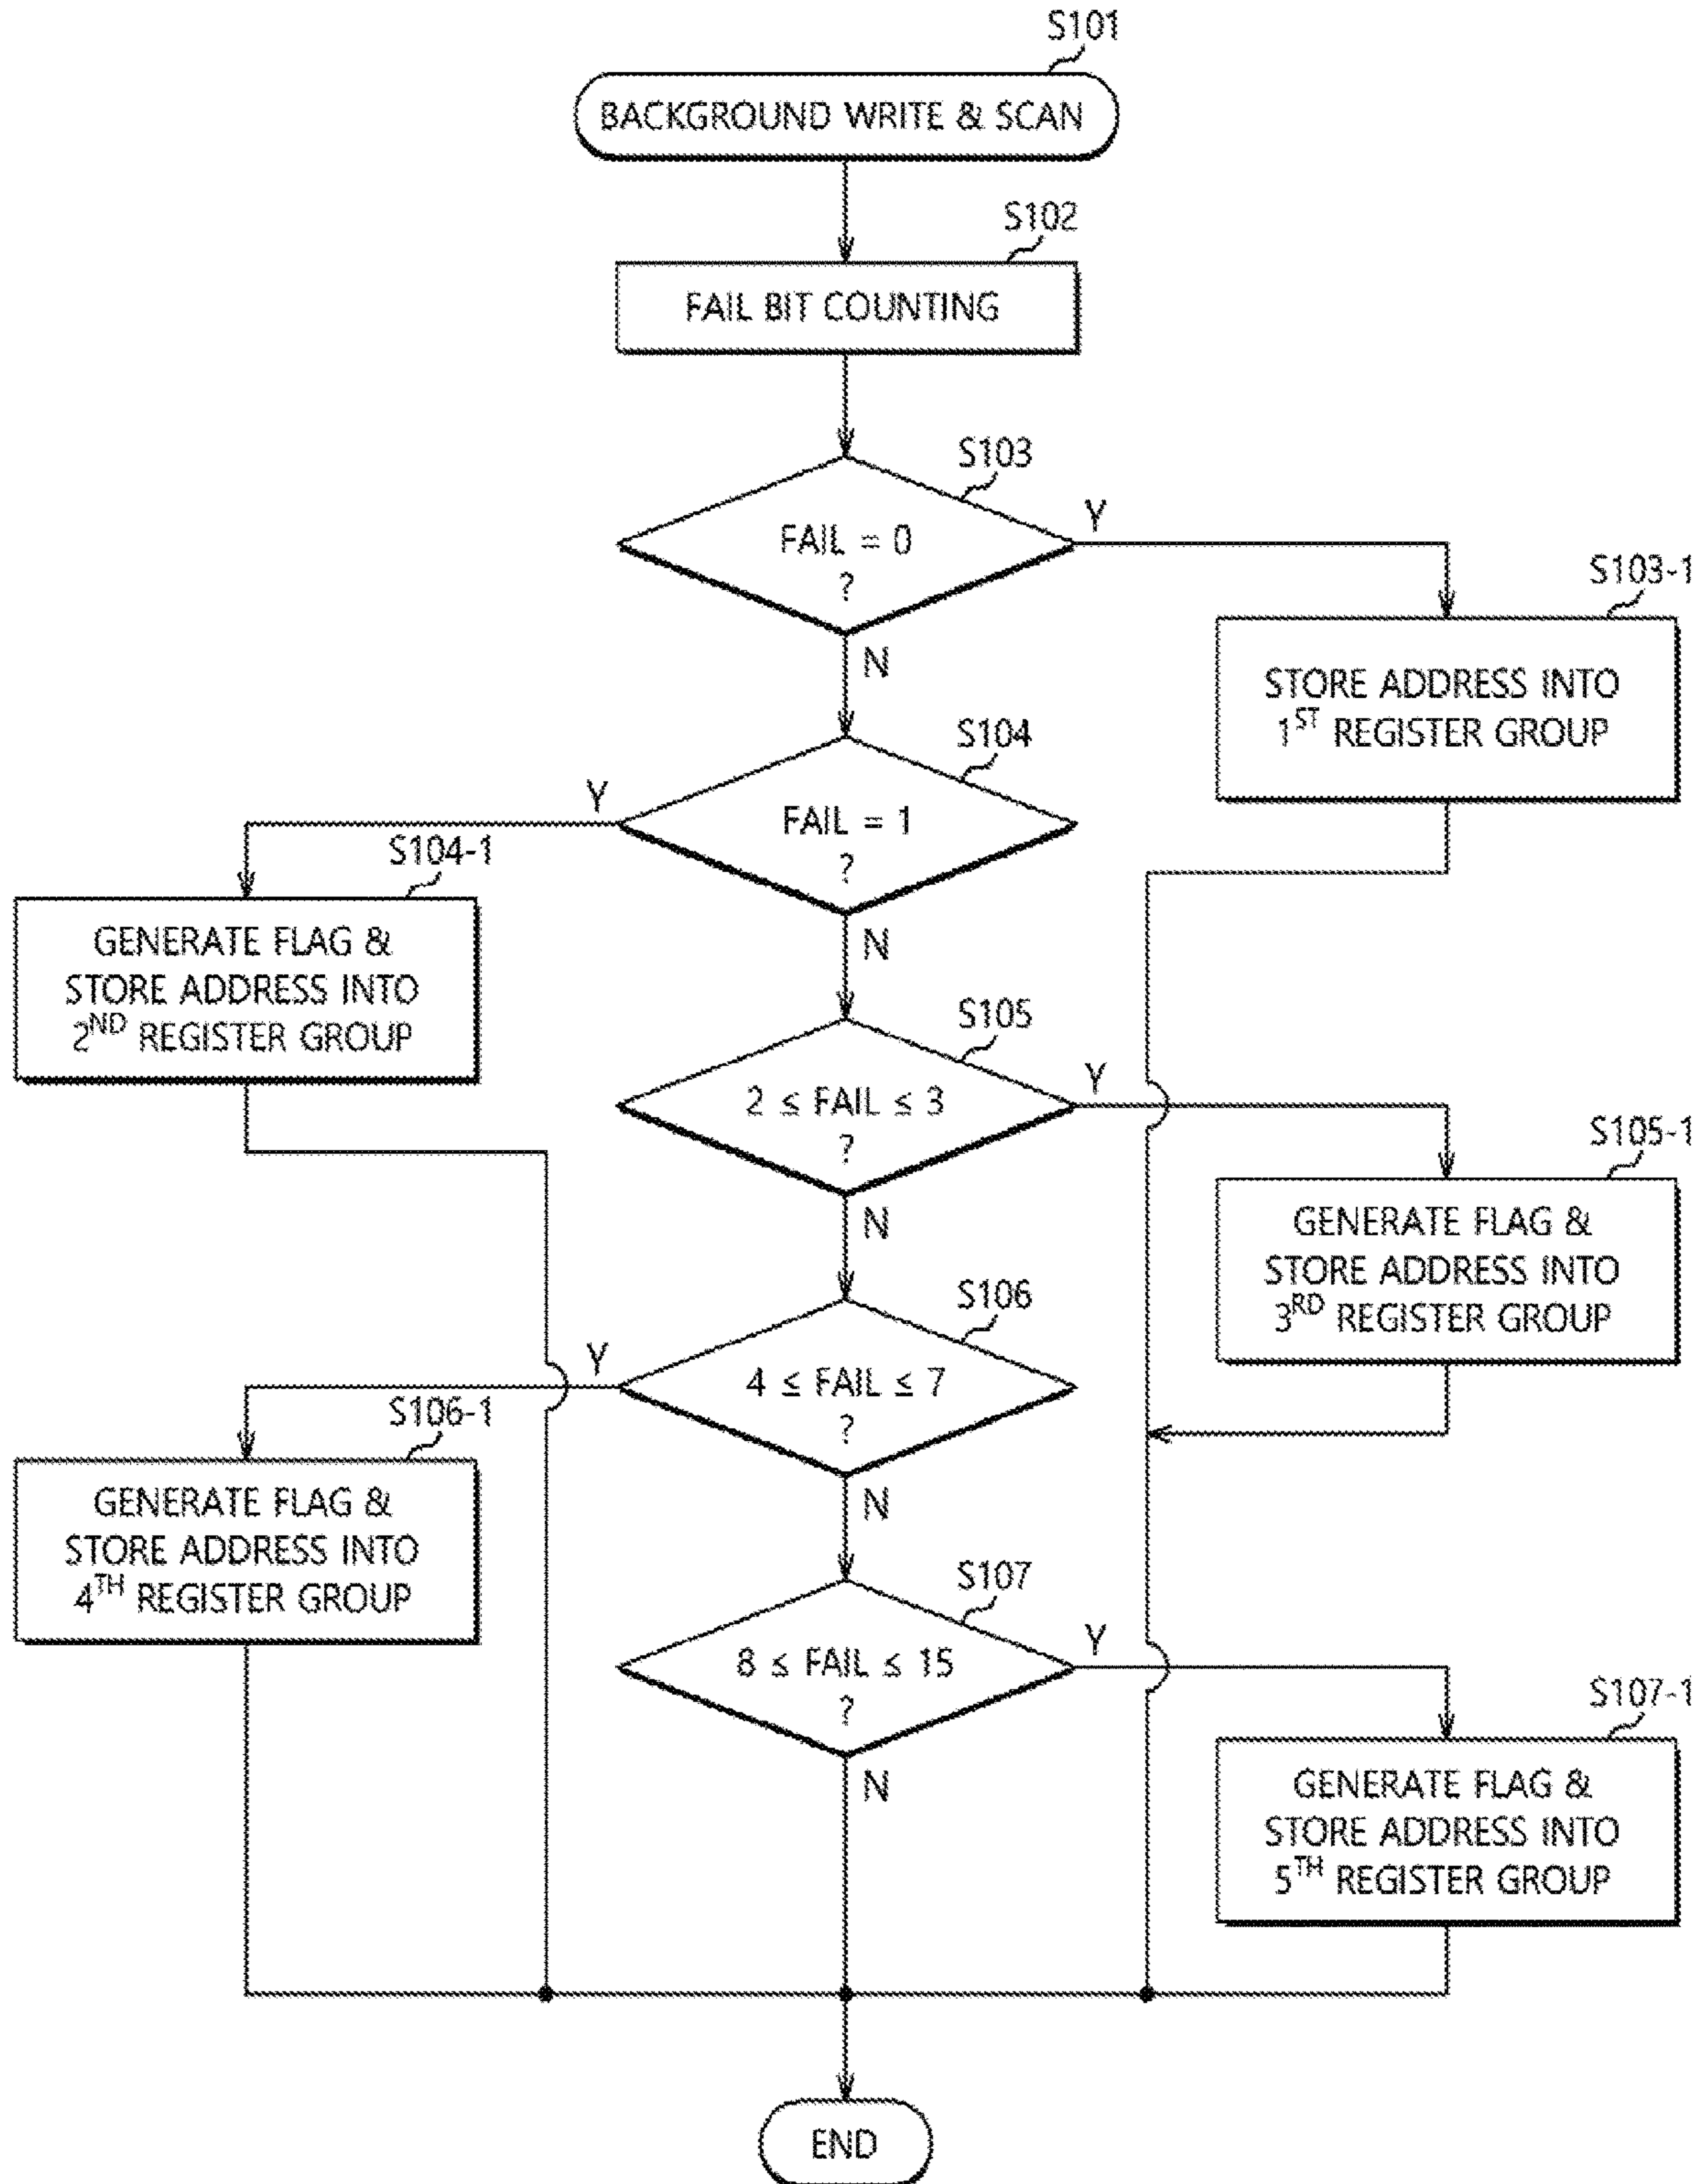 S101
BACKGROUND WRITE & SCAN
S102
FAIL BIT COUNTING
S103
FAIL = 0
?
Y
N
S103-1
STORE ADDRESS INTO
1ST REGISTER GROUP
S104
FAIL = 1
?
Y
N
S104-1
GENERATE FLAG &
STORE ADDRESS INTO
2ND REGISTER GROUP
S105
2 ≤ FAIL ≤ 3
?
Y
N
S105-1
GENERATE FLAG &
STORE ADDRESS INTO
3RD REGISTER GROUP
S106
4 ≤ FAIL ≤ 7
?
Y
N
S106-1
GENERATE FLAG &
STORE ADDRESS INTO
4TH REGISTER GROUP
S107
8 ≤ FAIL ≤ 15
?
Y
N
S107-1
GENERATE FLAG &
STORE ADDRESS INTO
5TH REGISTER GROUP
END